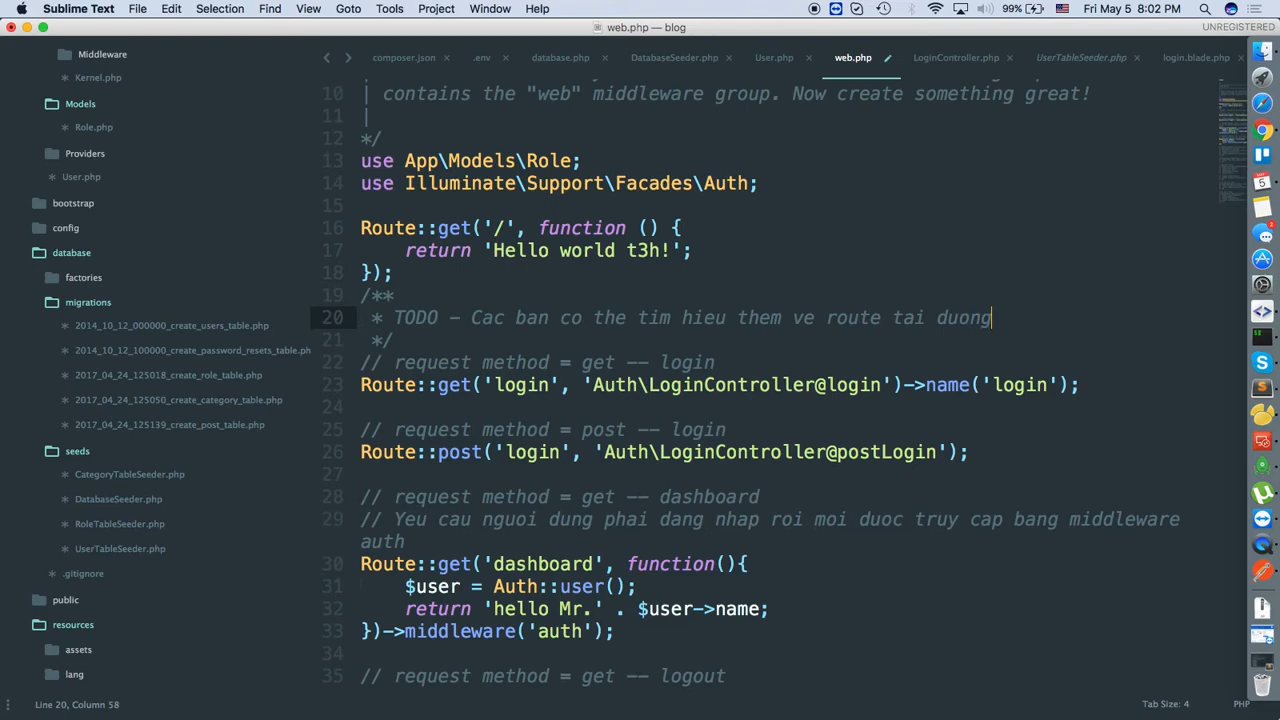 Sublime Text File Edit Selection Find View Goto Tools Project Window Help 99% Fri May 5 8:02 PM
web.php — blog UNREGISTERED
composer.json × .env × database.php × DatabaseSeeder.php × User.php × web.php LoginController.php × UserTableSeeder.php × login.blade.php ×
Middleware
Kernel.php
Models
Role.php
Providers
User.php
bootstrap
config
database
factories
migrations
2014_10_12_000000_create_users_table.php
2014_10_12_100000_create_password_resets_table.ph
2017_04_24_125018_create_role_table.php
2017_04_24_125050_create_category_table.php
2017_04_24_125139_create_post_table.php
seeds
CategoryTableSeeder.php
DatabaseSeeder.php
RoleTableSeeder.php
UserTableSeeder.php
.gitignore
public
resources
assets
lang
10 | contains the "web" middleware group. Now create something great!
11 |
12 */
13 use App\Models\Role;
14 use Illuminate\Support\Facades\Auth;
15
16 Route::get('/', function () {
17 return 'Hello world t3h!';
18 });
19 /**
20 * TODO - Cac ban co the tim hieu them ve route tai duong
21 */
22 // request method = get -- login
23 Route::get('login', 'Auth\LoginController@login')->name('login');
24
25 // request method = post -- login
26 Route::post('login', 'Auth\LoginController@postLogin');
27
28 // request method = get -- dashboard
29 // Yeu cau nguoi dung phai dang nhap roi moi duoc truy cap bang middleware
auth
30 Route::get('dashboard', function(){
31 $user = Auth::user();
32 return 'hello Mr.' . $user->name;
33 })->middleware('auth');
34
35 // request method = get -- logout
Line 20, Column 58 Tab Size: 4 PHP